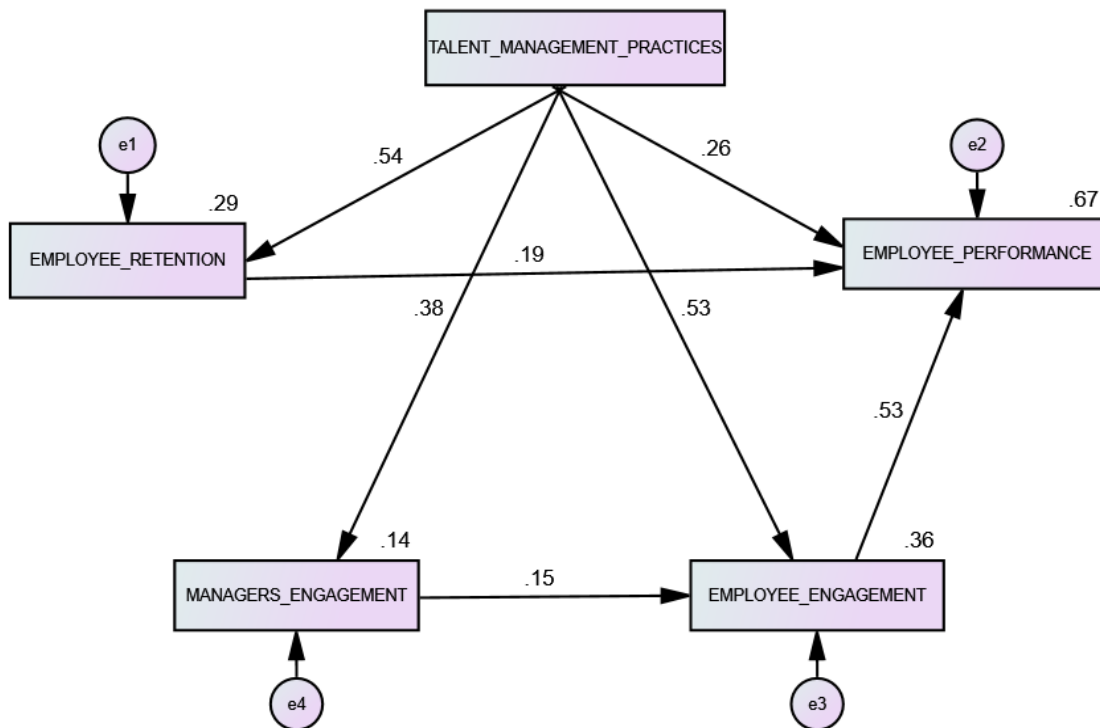 TALENT_MANAGEMENT_PRACTICES
e1
e2
.54
.26
.29
.67
EMPLOYEE_RETENTION
EMPLOYEE_PERFORMANCE
.19
.38
.53
.53
.14
.36
MANAGERS_ENGAGEMENT
.15
EMPLOYEE_ENGAGEMENT
e4
e3